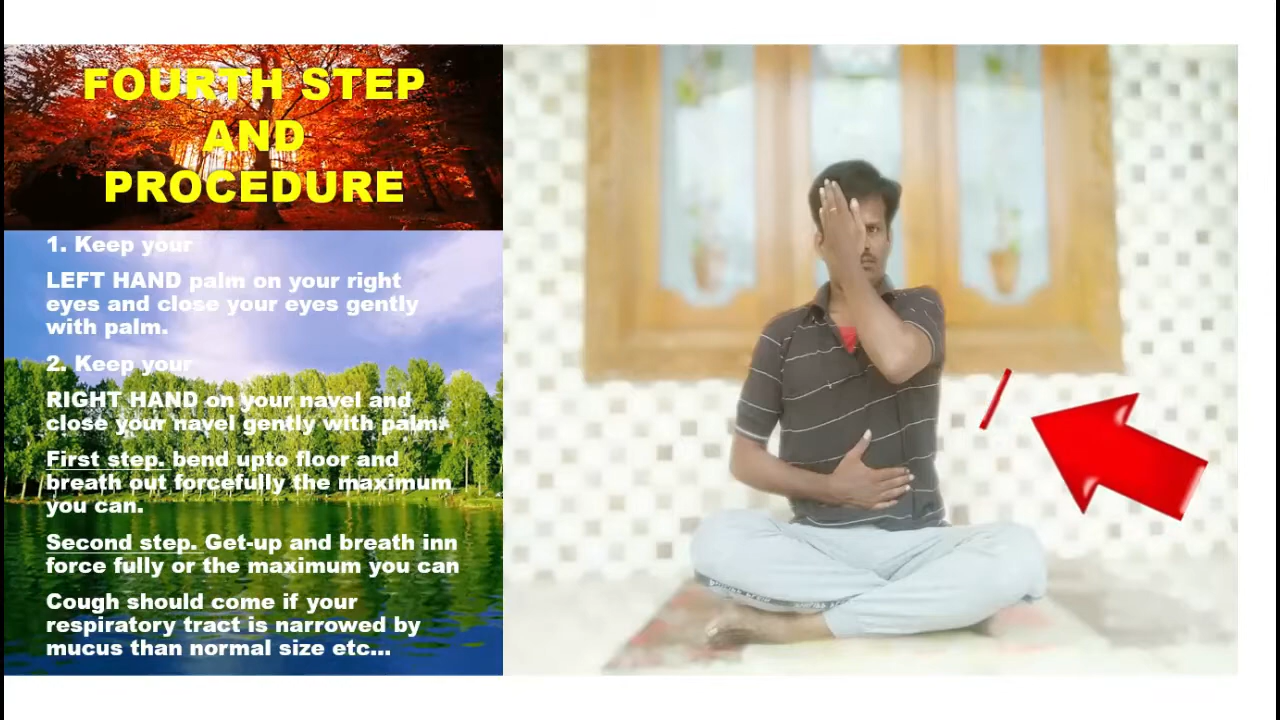 FOURTH STEP
AND
PROCEDURE
1. Keep your
LEFT HAND palm on your right
eyes and close your eyes gently
with palm.
2. Keep your
RIGHT HAND on your navel and
close your navel gently with palm.
First step. bend upto floor and
breath out forcefully the maximum
you can.
Second step. Get-up and breath inn
force fully or the maximum you can
Cough should come if your
respiratory tract is narrowed by
mucus than normal size etc...